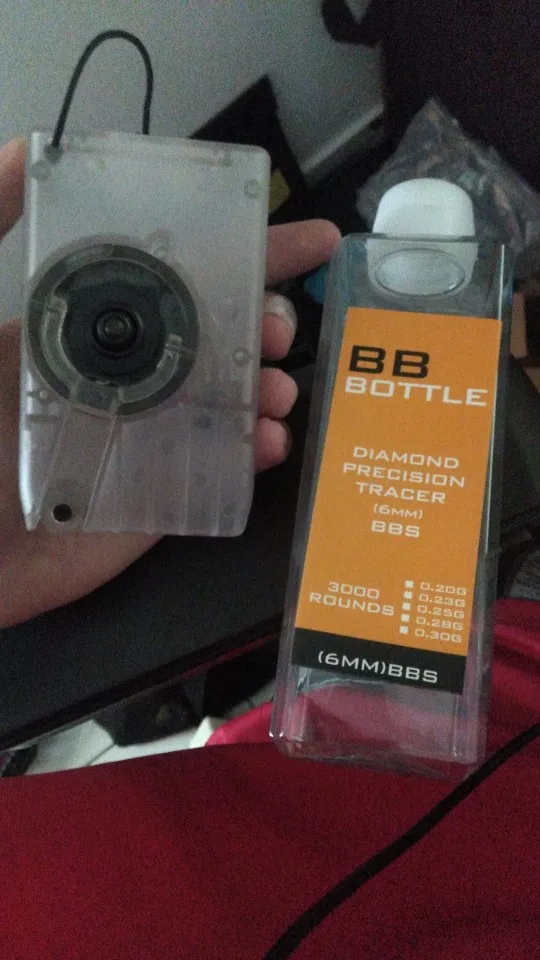 BB
BOTTLE
DIAMOND
PRECISION
TRACER
(6MM)
BBS
3000
ROUNDS
0.20G
0.23G
0.25G
0.28G
0.30G
(6MM)BBS